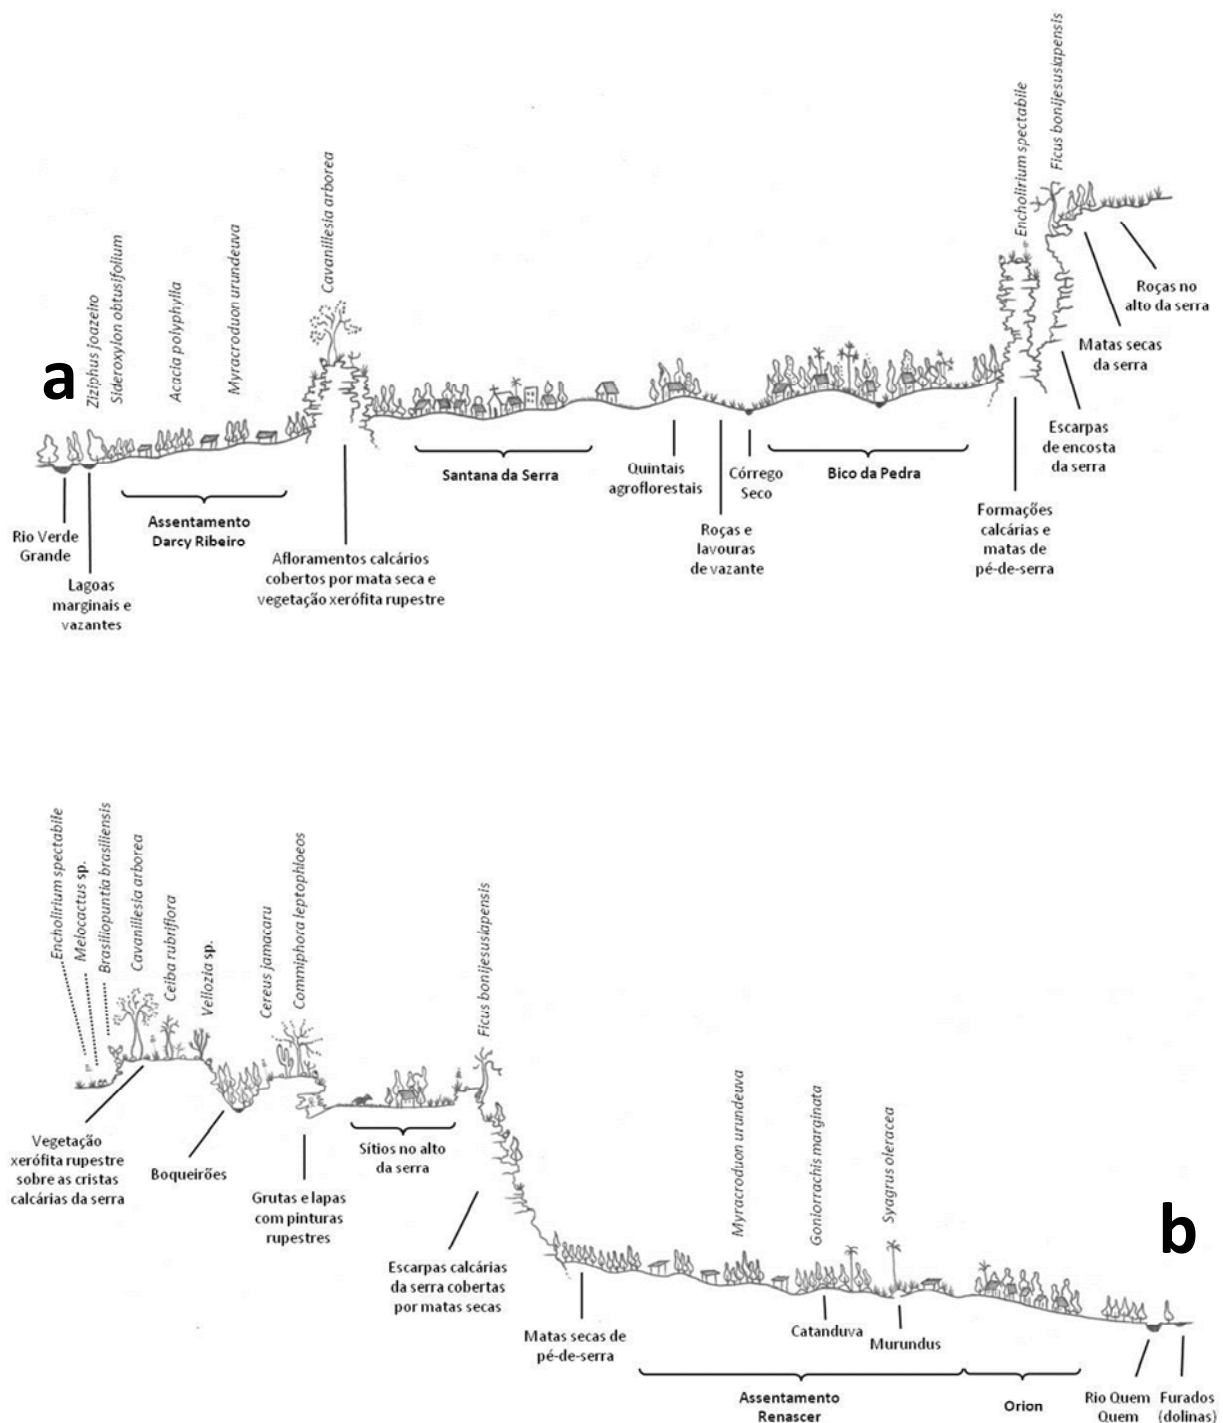 a
Ziziphus joazeiro
Sideroxylon obtusifolium
Acacia polyphylla
Myracroduon urundeuva
Cavanillesia arborea
Encholirium spectabile
Ficus bonijesuslapensis
Rio Verde
Grande
Lagoas
marginais e
vazantes
Assentamento
Darcy Ribeiro
Afloramentos calcários
cobertos por mata seca e
vegetação xerófita rupestre
Santana da Serra
Quintais
agroflorestais
Roças e
lavouras
de vazante
Córrego
Seco
Bico da Pedra
Formações
calcárias e
matas de
pé-de-serra
Escarpas
de encosta
da serra
Matas secas
da serra
Roças no
alto da serra
b
Encholirium spectabile
Melocactus sp.
Brasiliopuntia brasiliensis
Cavanillesia arborea
Ceiba rubriflora
Vellozia sp.
Cereus jamacaru
Commiphora leptophloeos
Ficus bonijesuslapensis
Myracroduon urundeuva
Goniorrachis marginata
Syagrus oleracea
Vegetação
xerófita rupestre
sobre as cristas
calcárias da serra
Boqueirões
Grutas e lapas
com pinturas
rupestres
Sítios no alto
da serra
Escarpas calcárias
da serra cobertas
por matas secas
Matas secas de
pé-de-serra
Catanduva
Murundus
Assentamento
Renascer
Orion
Rio Quem
Quem
Furados
(dolinas)